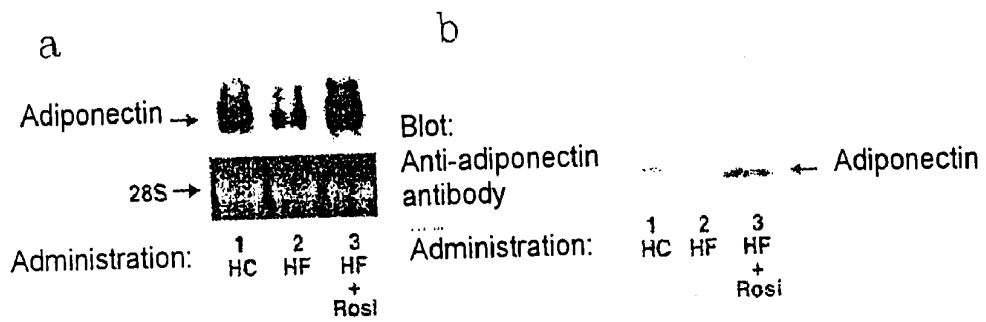 a
Adiponectin →
28S →
Administration:
1 2 3
HC HF HF
+
Rosi
b
Blot:
Anti-adiponectin
antibody
← Adiponectin
1 2 3
Administration: HC HF HF
+
Rosi